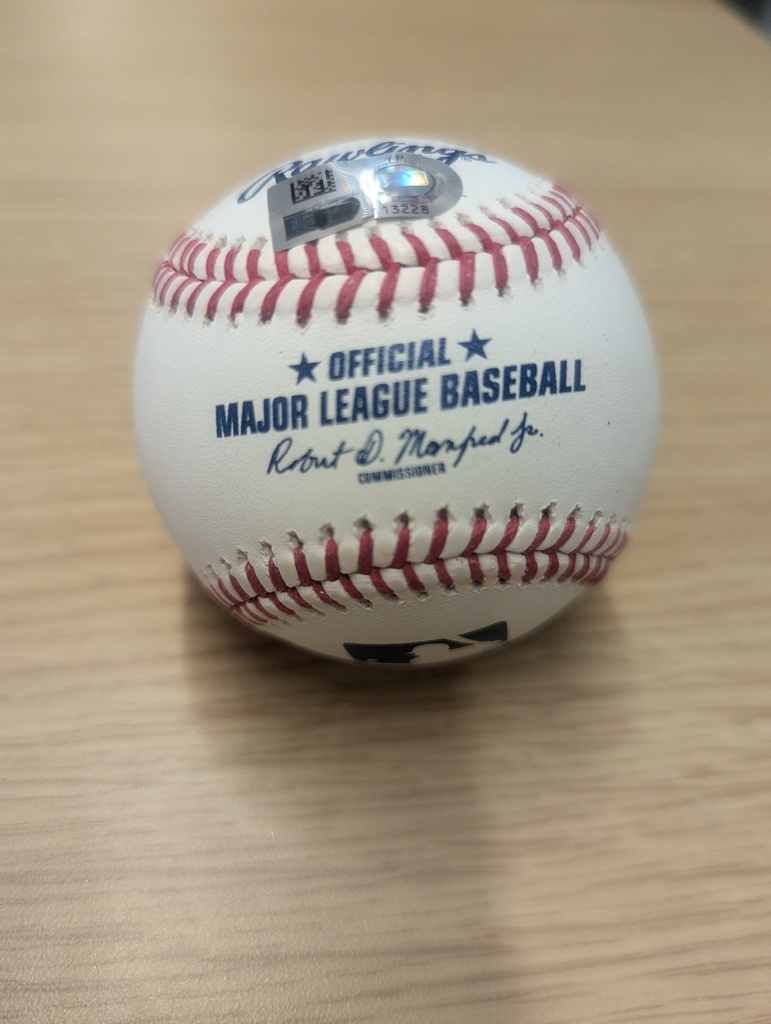 Rawlings
13228
OFFICIAL
MAJOR LEAGUE BASEBALL
Robert D. Manfred Jr.
COMMISSIONER